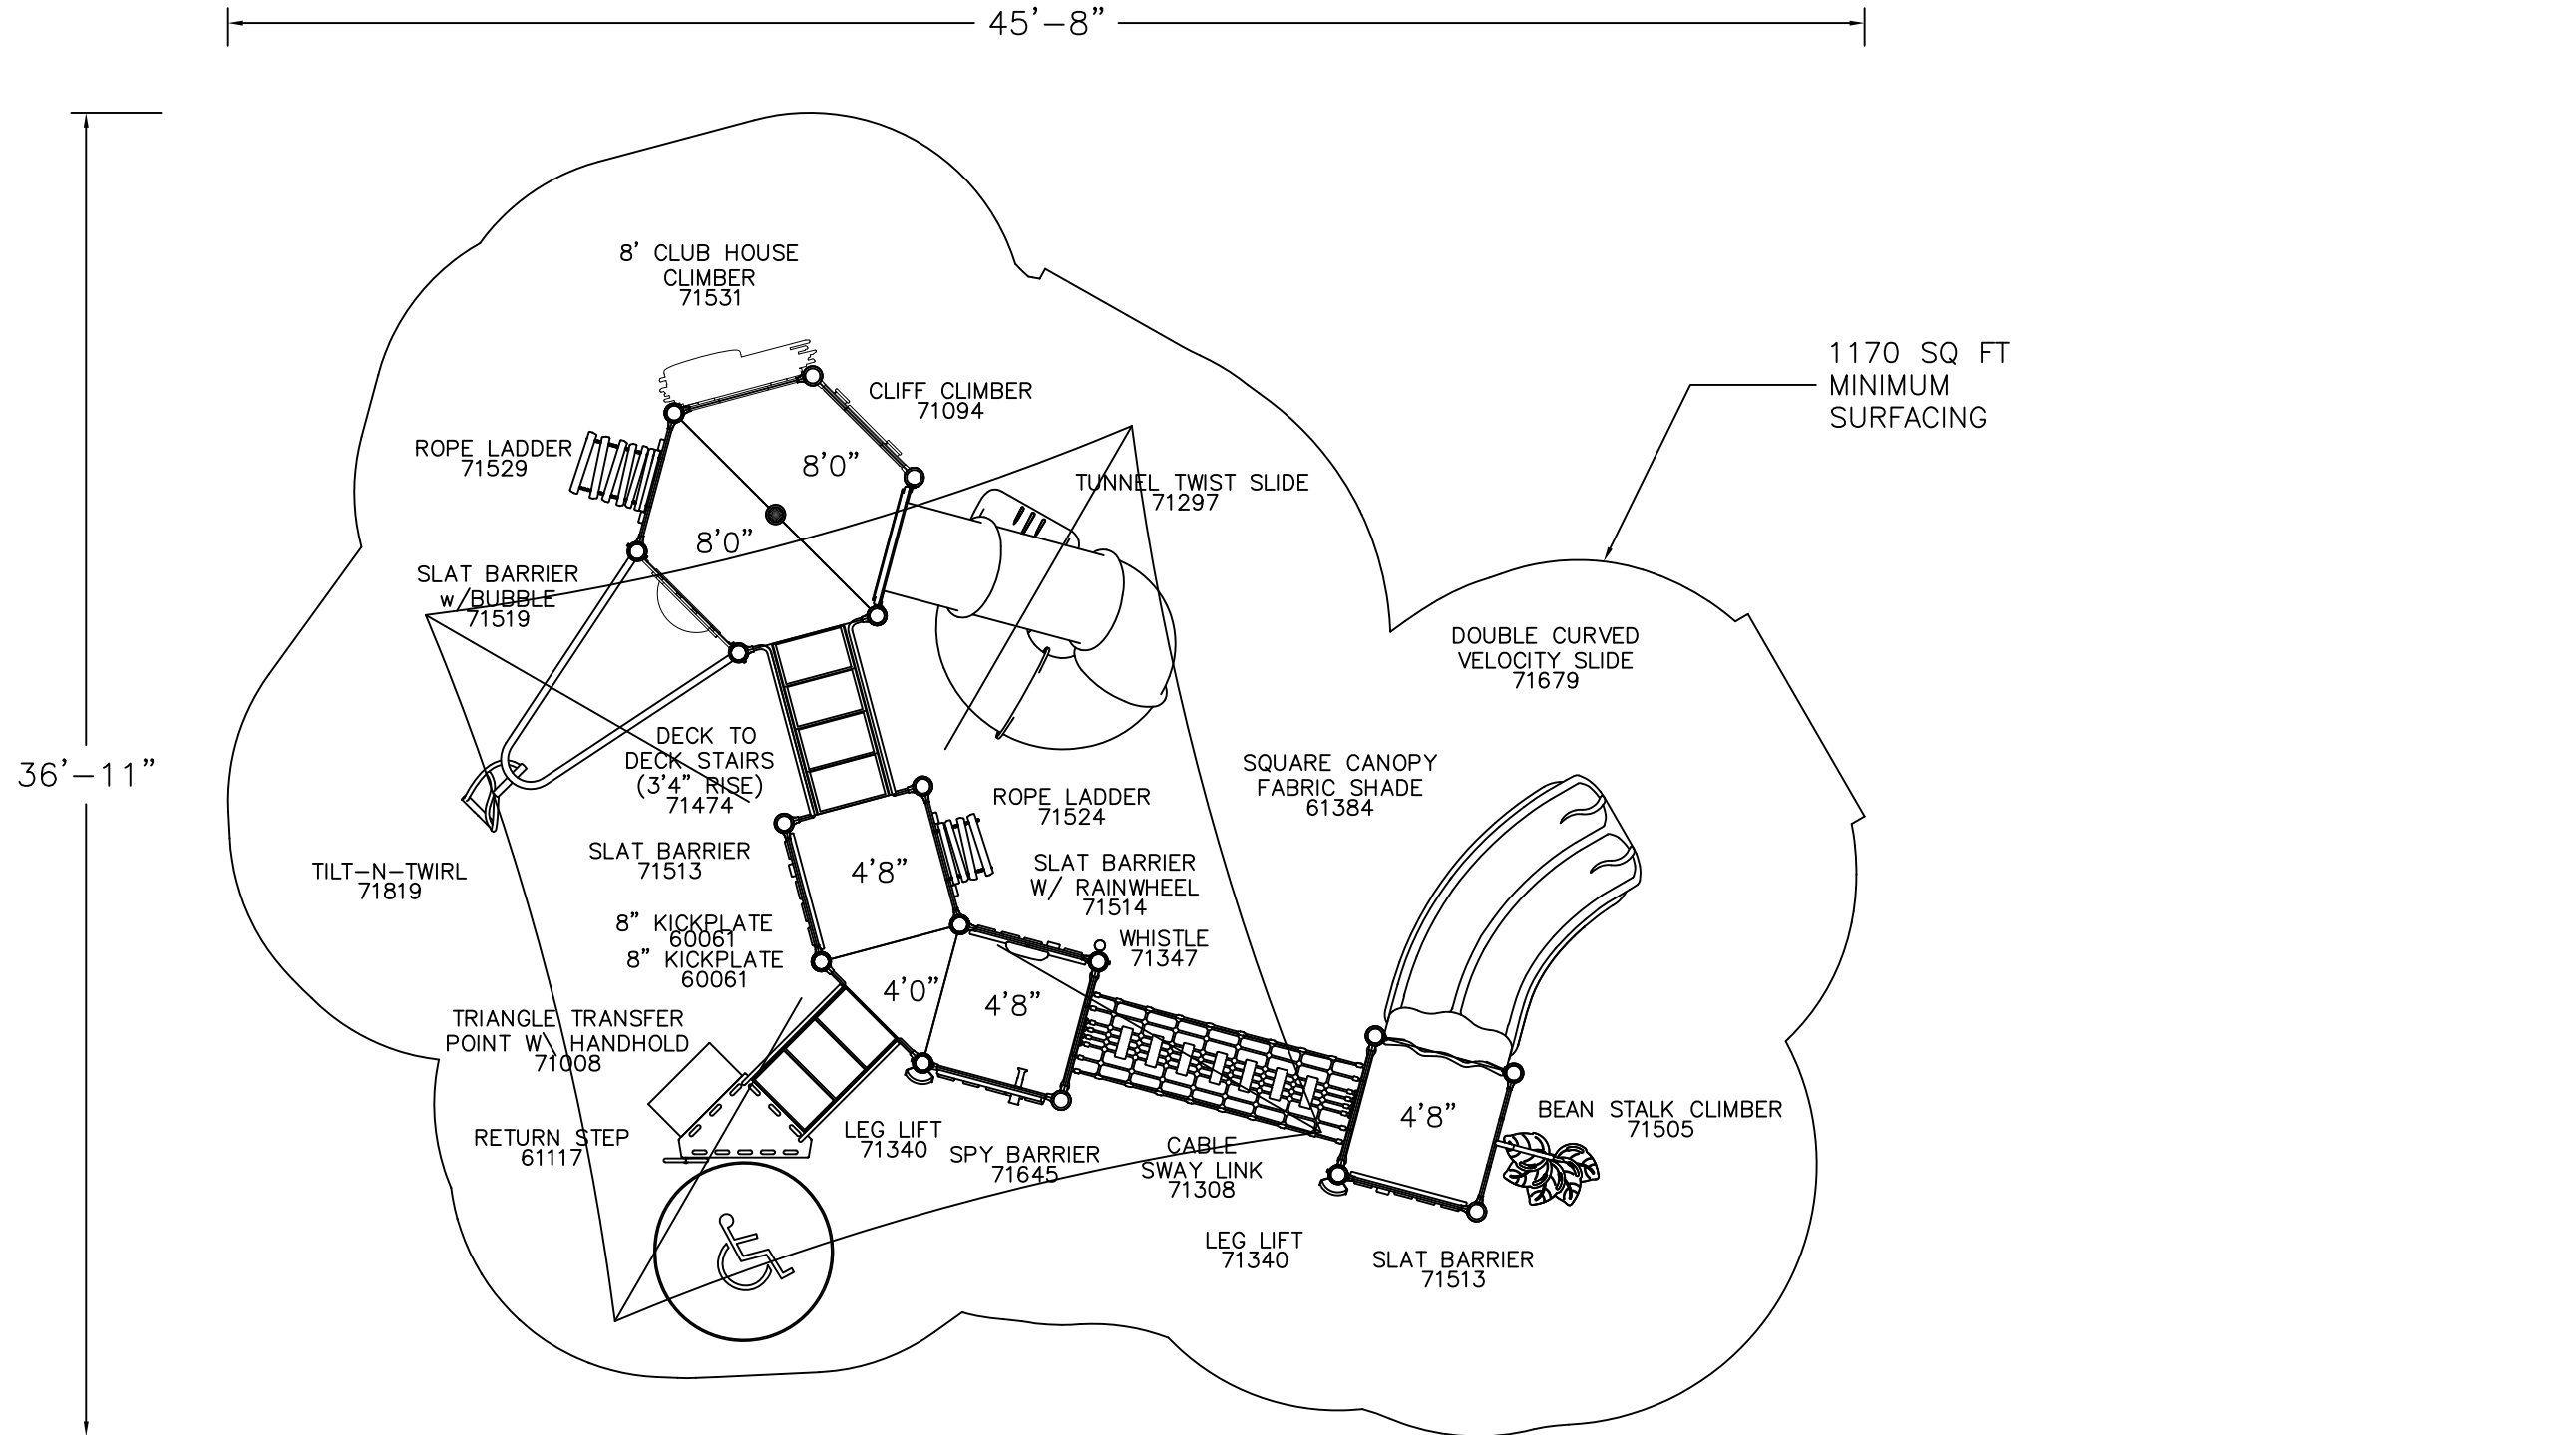 45'-8"
36'-11"
8' CLUB HOUSE
CLIMBER
71531
CLIFF CLIMBER
71094
ROPE LADDER
71529
8'0"
8'0"
TUNNEL TWIST SLIDE
71297
1170 SQ FT
MINIMUM
SURFACING
SLAT BARRIER
w/BUBBLE
71519
DOUBLE CURVED
VELOCITY SLIDE
71679
DECK TO
DECK STAIRS
(3'4" RISE)
71474
SQUARE CANOPY
FABRIC SHADE
61384
ROPE LADDER
71524
SLAT BARRIER
71513
4'8"
SLAT BARRIER
W/ RAINWHEEL
71514
TILT-N-TWIRL
71819
8" KICKPLATE
60061
8" KICKPLATE
60061
WHISTLE
71347
4'0"
4'8"
TRIANGLE TRANSFER
POINT W\ HANDHOLD
71008
4'8"
BEAN STALK CLIMBER
71505
RETURN STEP
61117
LEG LIFT
71340
SPY BARRIER
71645
CABLE
SWAY LINK
71308
LEG LIFT
71340
SLAT BARRIER
71513